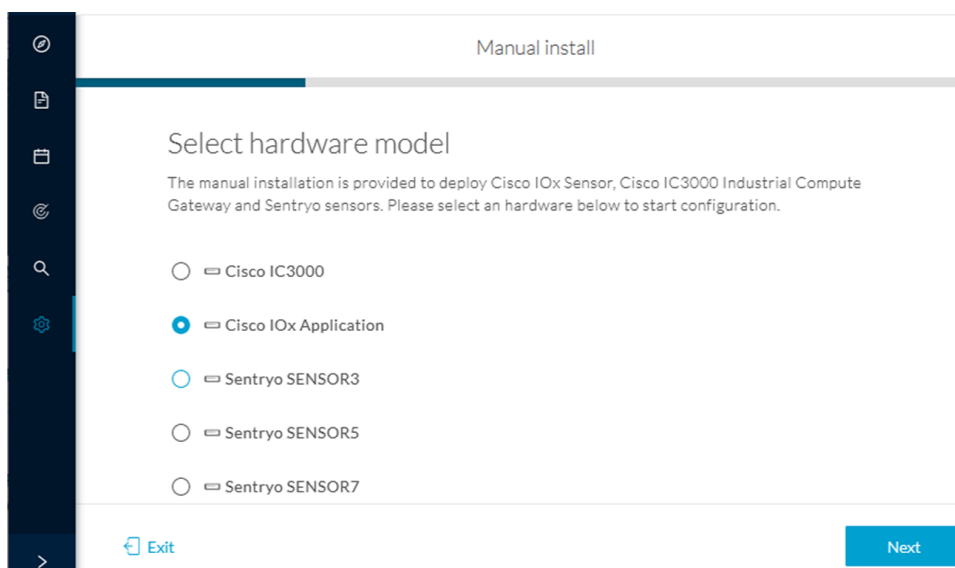 Manual install
Select hardware model
The manual installation is provided to deploy Cisco IOx Sensor, Cisco IC3000 Industrial Compute
Gateway and Sentryo sensors. Please select an hardware below to start configuration.
Cisco IC3000
Cisco IOx Application
Sentryo SENSOR3
Sentryo SENSOR5
Sentryo SENSOR7
Exit
Next